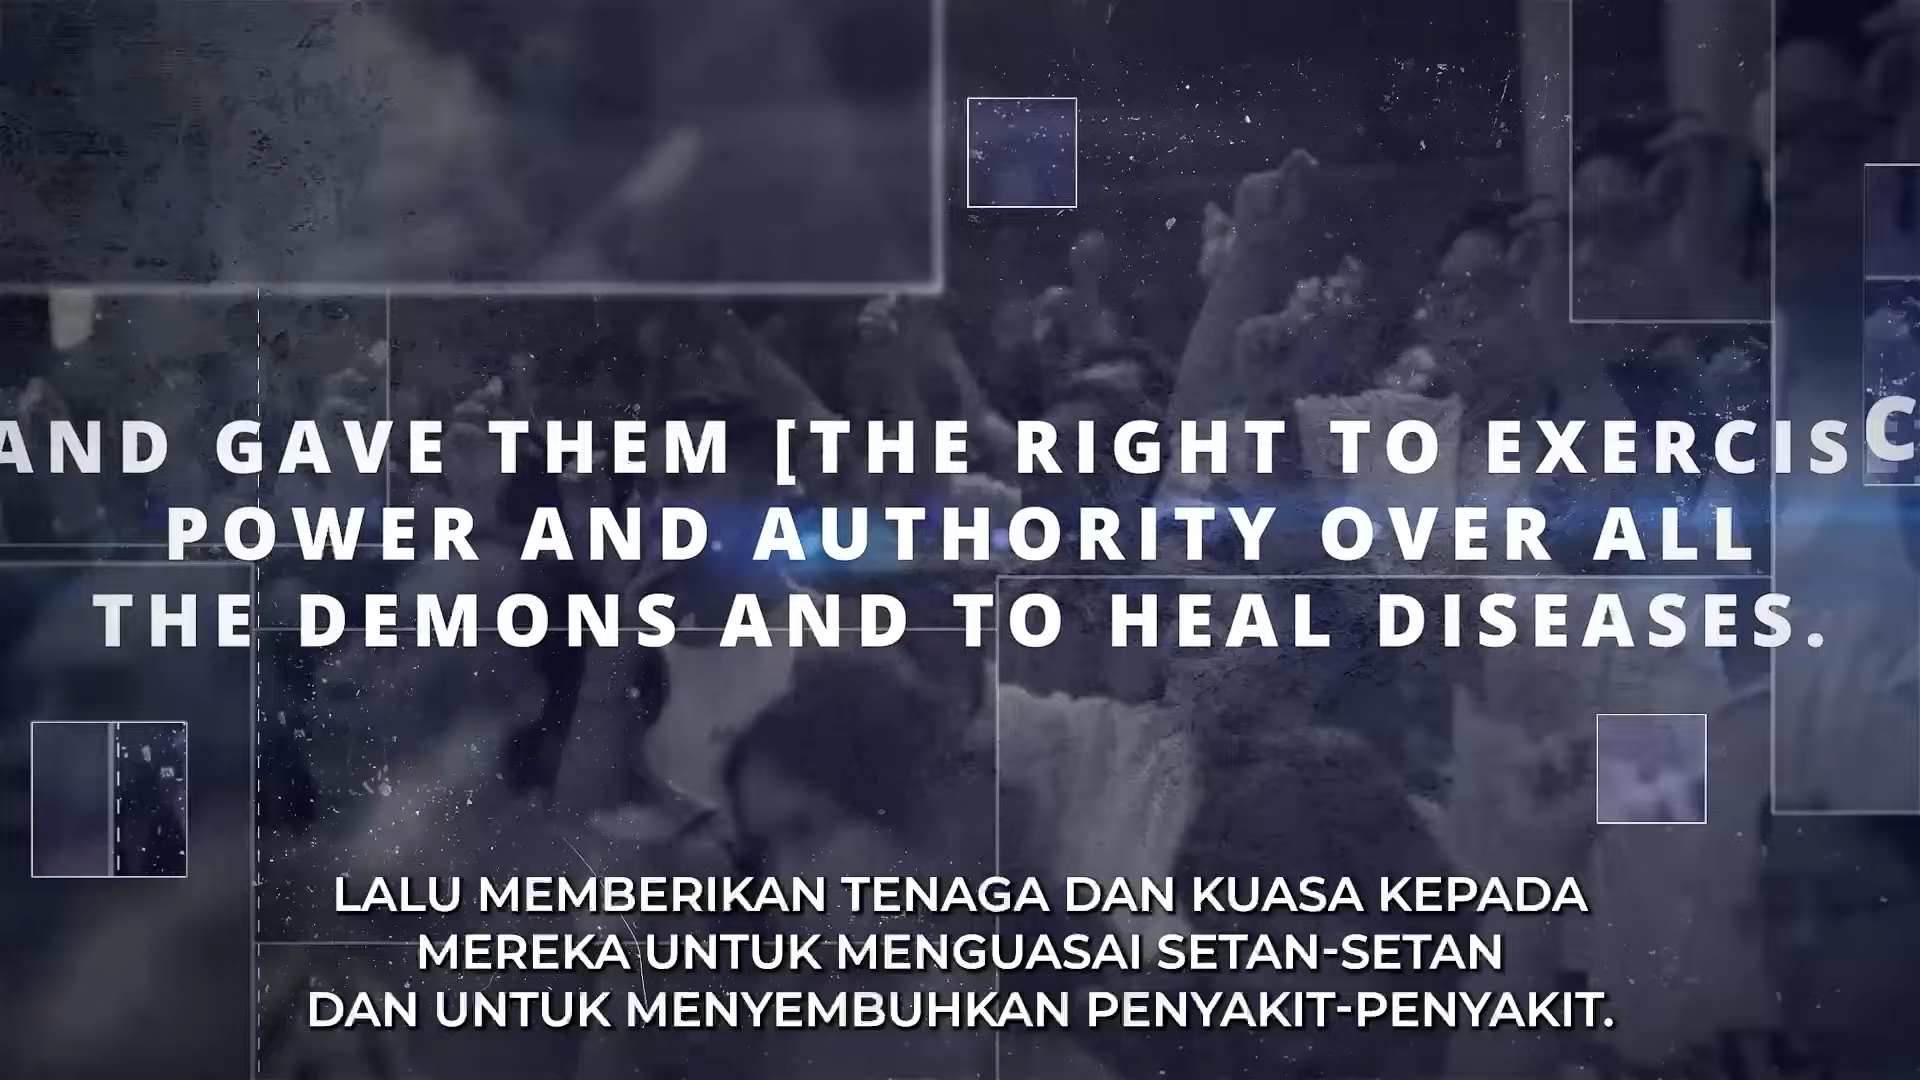 AND GAVE THEM [THE RIGHT TO EXERCIS
POWER AND AUTHORITY OVER ALL
THE DEMONS AND TO HEAL DISEASES.
LALU MEMBERIKAN TENAGA DAN KUASA KEPADA
MEREKA UNTUK MENGUASAI SETAN-SETAN
DAN UNTUK MENYEMBUHKAN PENYAKIT-PENYAKIT.